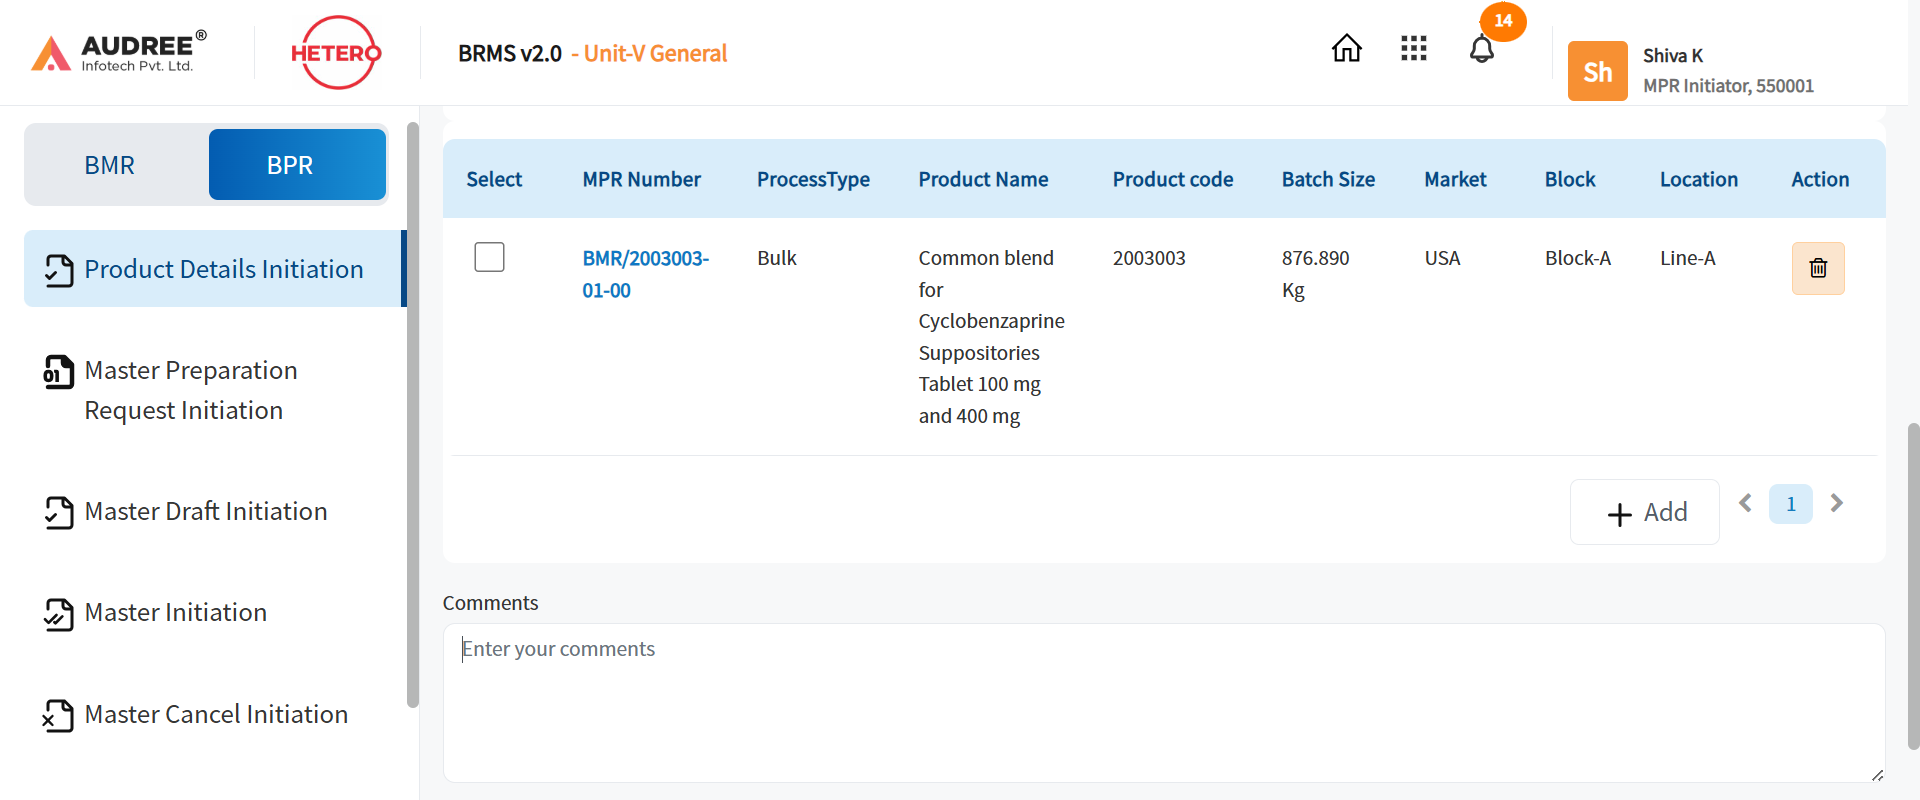 AUDREE®
Infotech Pvt. Ltd.
HETERO
BRMS v2.0 - Unit-V General
14
Sh
Shiva K
MPR Initiator, 550001
BMR
BPR
Product Details Initiation
Master Preparation
Request Initiation
Master Draft Initiation
Master Initiation
Master Cancel Initiation
Select MPR Number ProcessType Product Name Product code Batch Size Market Block Location Action
BMR/2003003-
01-00
Bulk
Common blend
for
Cyclobenzaprine
Suppositories
Tablet 100 mg
and 400 mg
2003003
876.890
Kg
USA
Block-A
Line-A
+ Add
1
Comments
Enter your comments